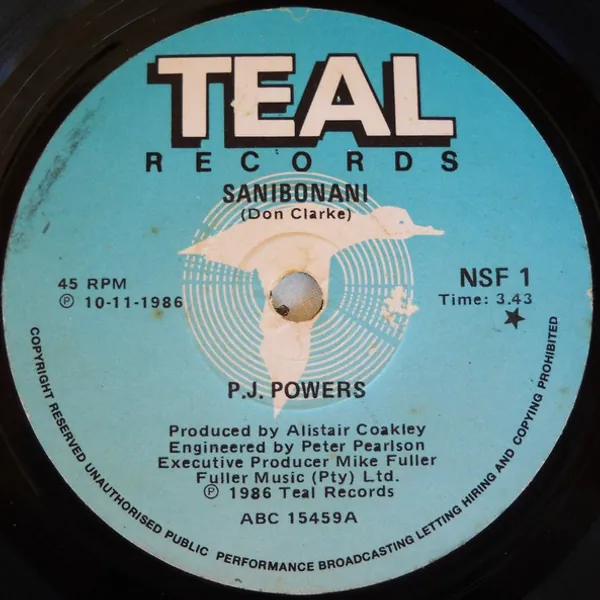 TEAL
RECORDS
SANIBONANI
(Don Clarke)
45 RPM
℗ 10-11-1986
NSF 1
Time: 3.43
P.J. POWERS
Produced by Alistair Coakley
Engineered by Peter Pearlson
Executive Producer Mike Fuller
Fuller Music (Pty) Ltd.
℗ 1986 Teal Records
ABC 15459A
COPYRIGHT RESERVED UNAUTHORISED PUBLIC PERFORMANCE BROADCASTING LETTING HIRING AND COPYING PROHIBITED